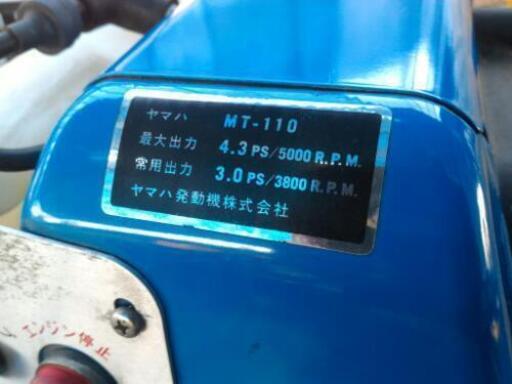 ヤマハ MT-110
最大出力 4.3 PS/5000 R.P.M.
常用出力 3.0 PS/3800 R.P.M.
ヤマハ発動機株式会社
エンジン停止